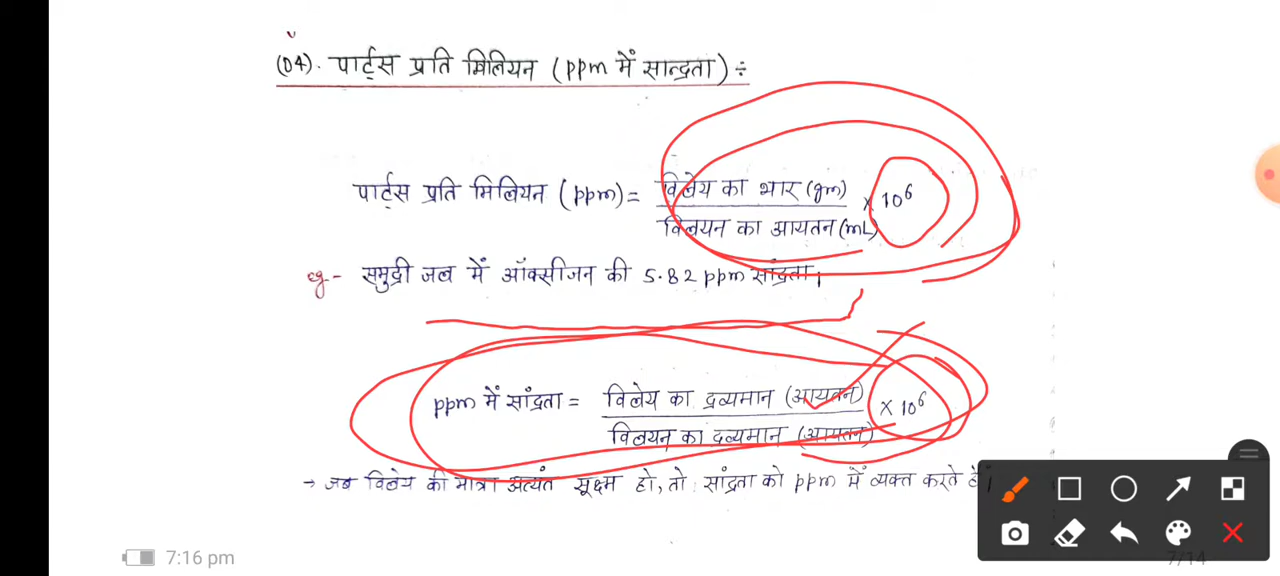 (04). पार्ट्स प्रति मिलियन (ppm में सान्द्रता) ÷
पार्ट्स प्रति मिलियन (ppm) = विलेय का भार (gm) / विलयन का आयतन (mL) × 10⁶
eg - समुद्री जल में ऑक्सीजन की 5.82 ppm सांद्रता।
ppm में सांद्रता = विलेय का द्रव्यमान (आयतन) / विलयन का द्रव्यमान (आयतन) × 10⁶
→ जब विलेय की मात्रा अत्यंत सूक्ष्म हो, तो सांद्रता को ppm में व्यक्त करते हैं।
7:16 pm
7/14